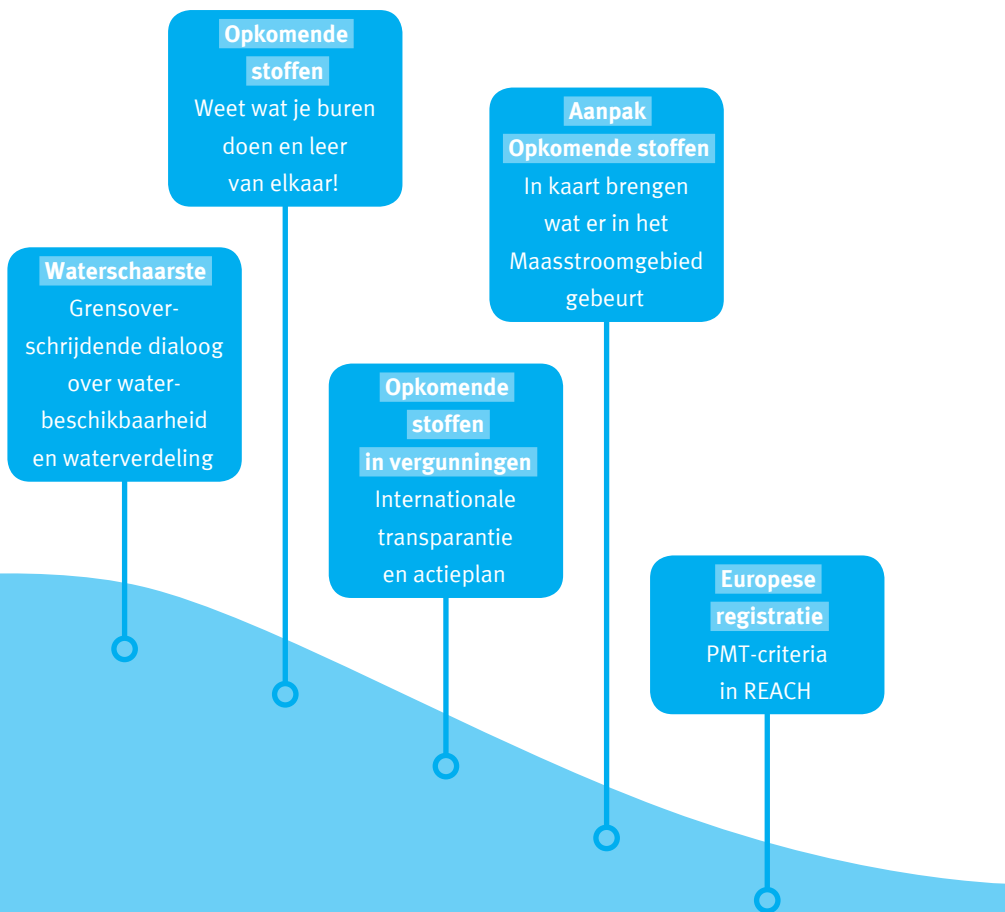 Waterschaarste
Grensover-
schrijdende dialoog
over water-
beschikbaarheid
en waterverdeling
Opkomende
stoffen
Weet wat je buren
doen en leer
van elkaar!
Opkomende
stoffen
in vergunningen
Internationale
transparantie
en actieplan
Aanpak
Opkomende stoffen
In kaart brengen
wat er in het
Maasstroomgebied
gebeurt
Europese
registratie
PMT-criteria
in REACH